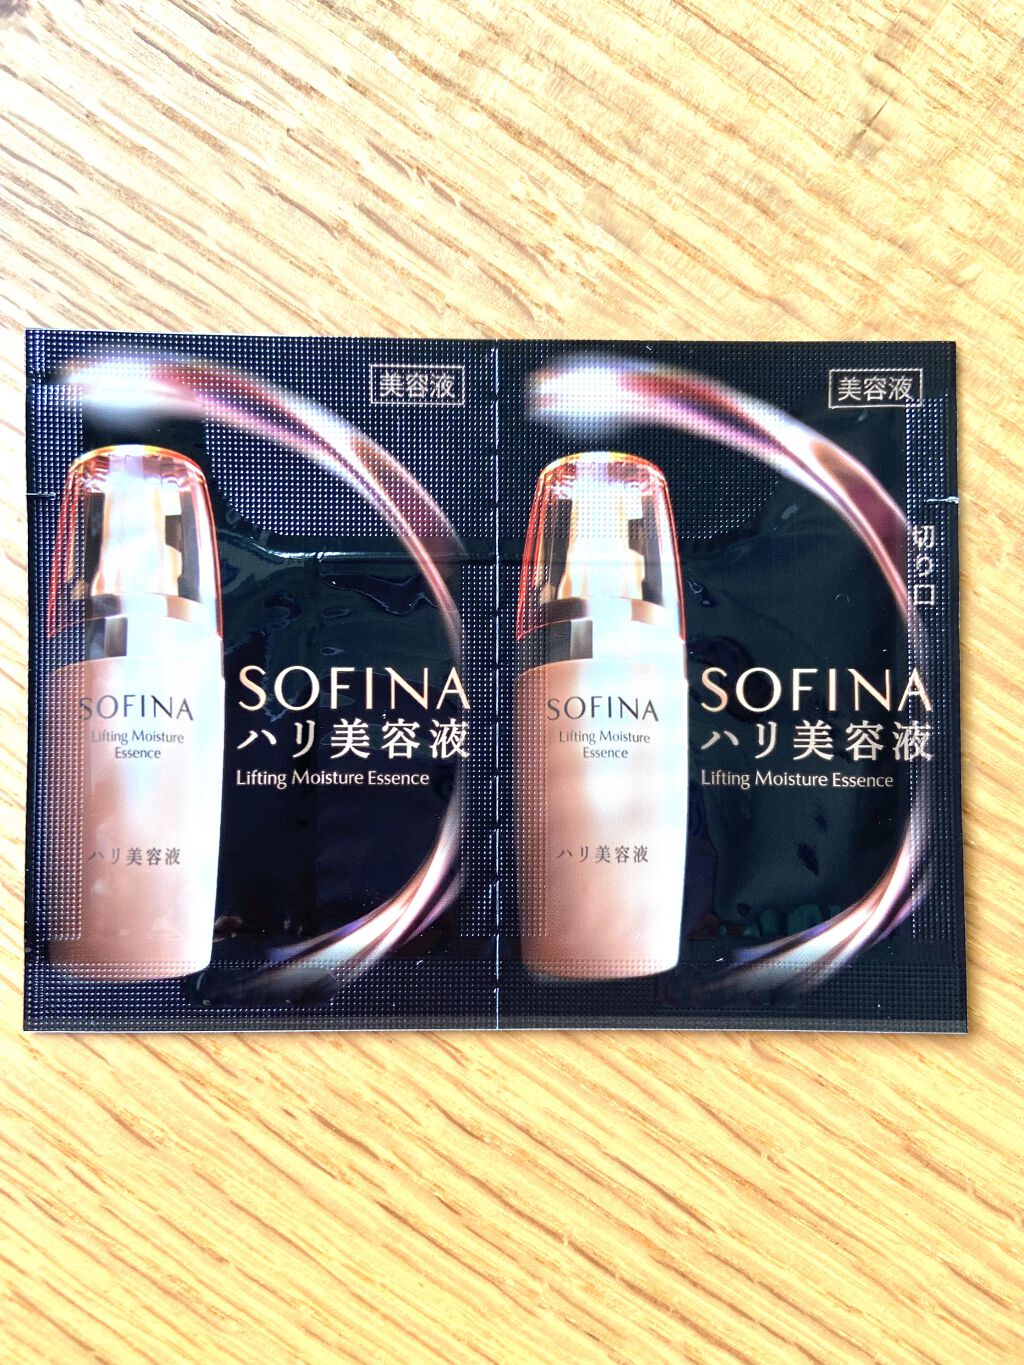 美容液
SOFINA
Lifting Moisture
Essence
ハリ美容液
SOFINA
ハリ美容液
Lifting Moisture Essence
美容液
切り口
SOFINA
Lifting Moisture
Essence
ハリ美容液
SOFINA
ハリ美容液
Lifting Moisture Essence